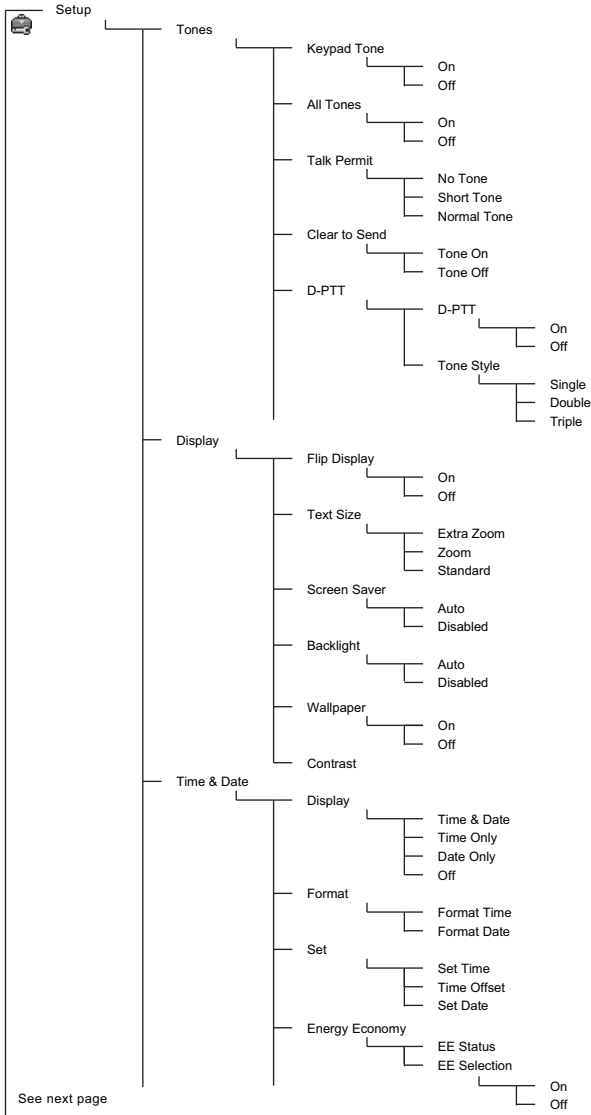 Setup
Tones
Keypad Tone
On
Off
All Tones
On
Off
Talk Permit
No Tone
Short Tone
Normal Tone
Clear to Send
Tone On
Tone Off
D-PTT
D-PTT
On
Off
Tone Style
Single
Double
Triple
Display
Flip Display
On
Off
Text Size
Extra Zoom
Zoom
Standard
Screen Saver
Auto
Disabled
Backlight
Auto
Disabled
Wallpaper
On
Off
Contrast
Time & Date
Display
Time & Date
Time Only
Date Only
Off
Format
Format Time
Format Date
Set
Set Time
Time Offset
Set Date
Energy Economy
EE Status
EE Selection
On
Off
See next page